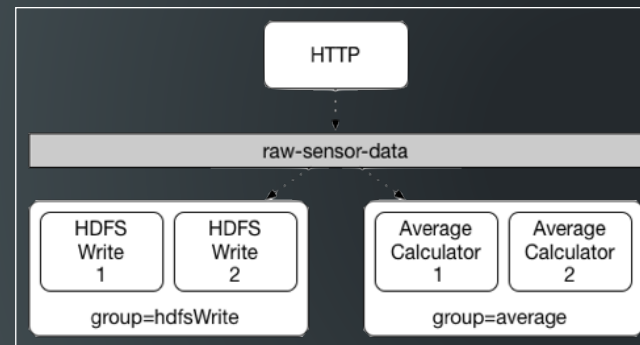 HTTP
raw-sensor-data
HDFS
Write
1
HDFS
Write
2
group=hdfsWrite
Average
Calculator
1
Average
Calculator
2
group=average